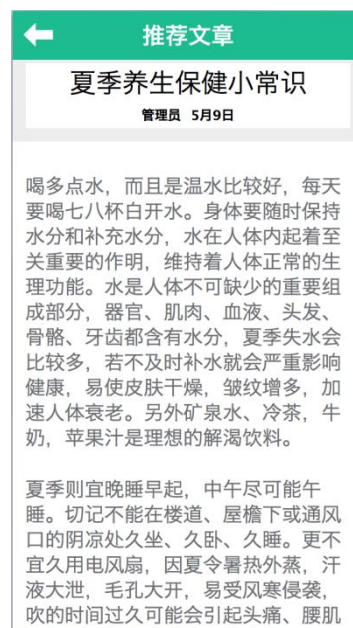 推荐文章
夏季养生保健小常识
管理员 5月9日
喝多点水，而且是温水比较好，每天
要喝七八杯白开水。身体要随时保持
水分和补充水分，水在人体内起着至
关重要的作明，维持着人体正常的生
理功能。水是人体不可缺少的重要组
成部分，器官、肌肉、血液、头发、
骨骼、牙齿都含有水分，夏季失水会
比较多，若不及时补水就会严重影响
健康，易使皮肤干燥，皱纹增多，加
速人体衰老。另外矿泉水、冷茶，牛
奶，苹果汁是理想的解渴饮料。
夏季则宜晚睡早起，中午尽可能午
睡。切记不能在楼道、屋檐下或通风
口的阴凉处久坐、久卧、久睡。更不
宜久用电风扇，因夏令暑热外蒸，汗
液大泄，毛孔大开，易受风寒侵袭，
吹的时间过久可能会引起头痛、腰肌